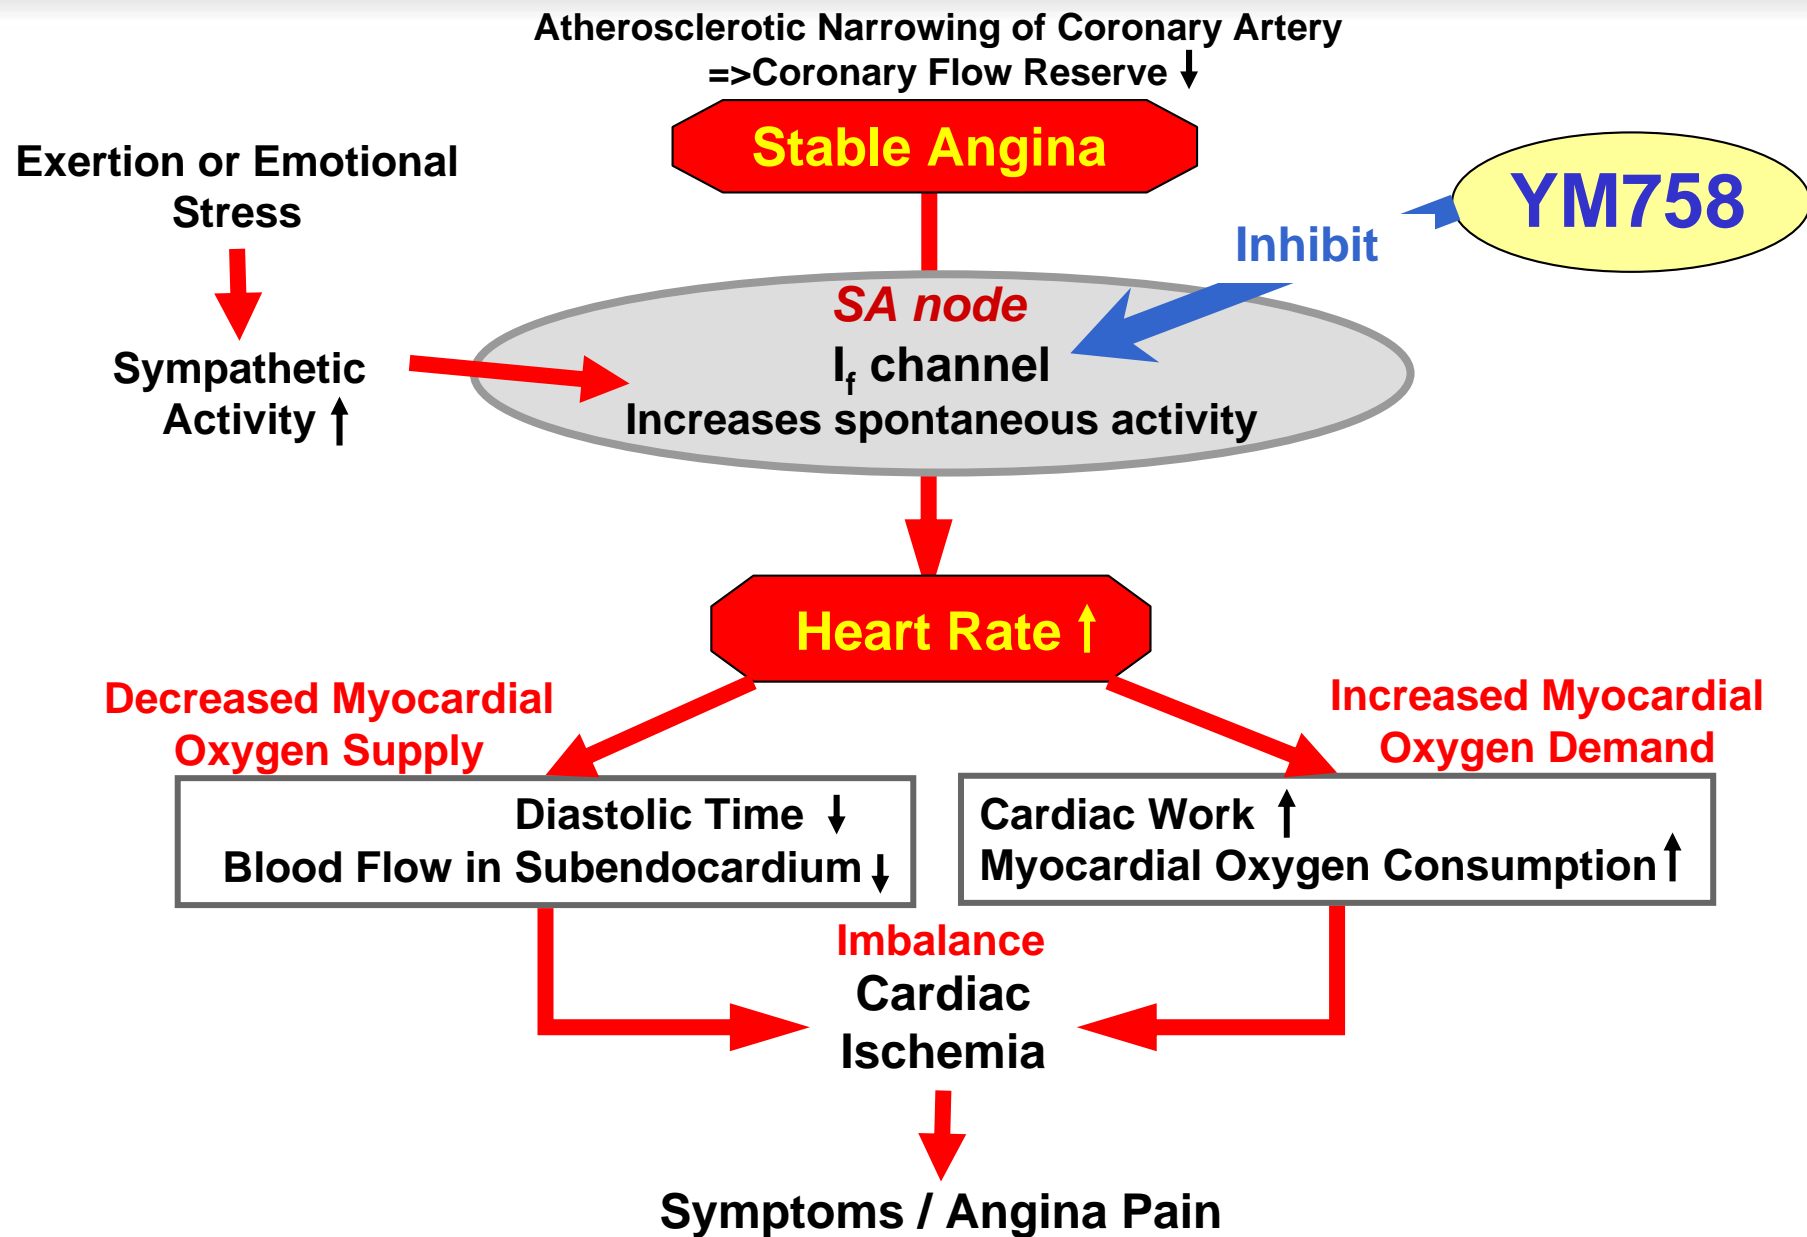 Atherosclerotic Narrowing of Coronary Artery
=>Coronary Flow Reserve ↓
Stable Angina
Exertion or Emotional
Stress
YM758
Inhibit
SA node
I_f channel
Increases spontaneous activity
Sympathetic
Activity ↑
Heart Rate ↑
Decreased Myocardial
Oxygen Supply
Increased Myocardial
Oxygen Demand
Diastolic Time ↓
Blood Flow in Subendocardium ↓
Cardiac Work ↑
Myocardial Oxygen Consumption ↑
Imbalance
Cardiac
Ischemia
Symptoms / Angina Pain